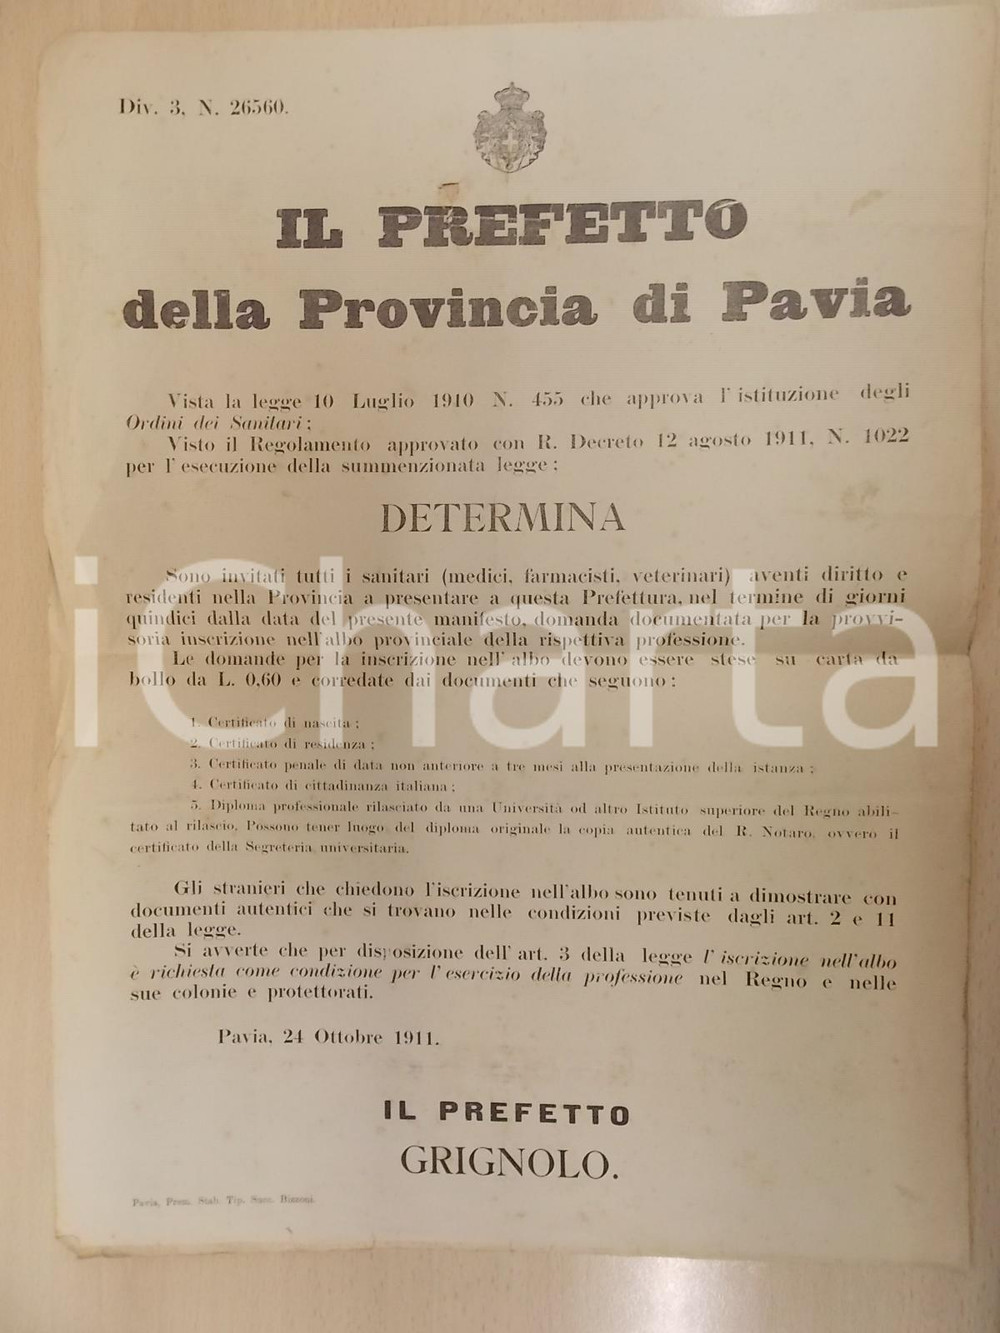 Div. 3, N. 26560.
IL PREFETTO
della Provincia di Pavia
Vista la legge 10 Luglio 1910 N. 455 che approva l'istituzione degli
Ordini dei Sanitari;
Visto il Regolamento approvato con R. Decreto 12 agosto 1911, N. 1022
per l'esecuzione della summenzionata legge:
DETERMINA
Sono invitati tutti i sanitari (medici, farmacisti, veterinari) aventi diritto e
residenti nella Provincia a presentare a questa Prefettura, nel termine di giorni
quindici dalla data del presente manifesto, domanda documentata per la provvi-
soria inscrizione nell'albo provinciale della rispettiva professione.
Le domande per la inscrizione nell'albo devono essere stese su carta da
bollo da L. 0,60 e corredate dai documenti che seguono:
1. Certificato di nascita;
2. Certificato di residenza;
3. Certificato penale di data non anteriore a tre mesi alla presentazione della istanza;
4. Certificato di cittadinanza italiana;
5. Diploma professionale rilasciato da una Università od altro Istituto superiore del Regno abili-
tato al rilascio. Possono tener luogo del diploma originale la copia autentica del R. Notaro, ovvero il
certificato della Segreteria universitaria.
Gli stranieri che chiedono l'iscrizione nell'albo sono tenuti a dimostrare con
documenti autentici che si trovano nelle condizioni previste dagli art. 2 e 11
della legge.
Si avverte che per disposizione dell'art. 3 della legge l'iscrizione nell'albo
è richiesta come condizione per l'esercizio della professione nel Regno e nelle
sue colonie e protettorati.
Pavia, 24 Ottobre 1911.
IL PREFETTO
GRIGNOLO.
Pavia, Prem. Stab. Tip. Succ. Bizzoni.
iCharta